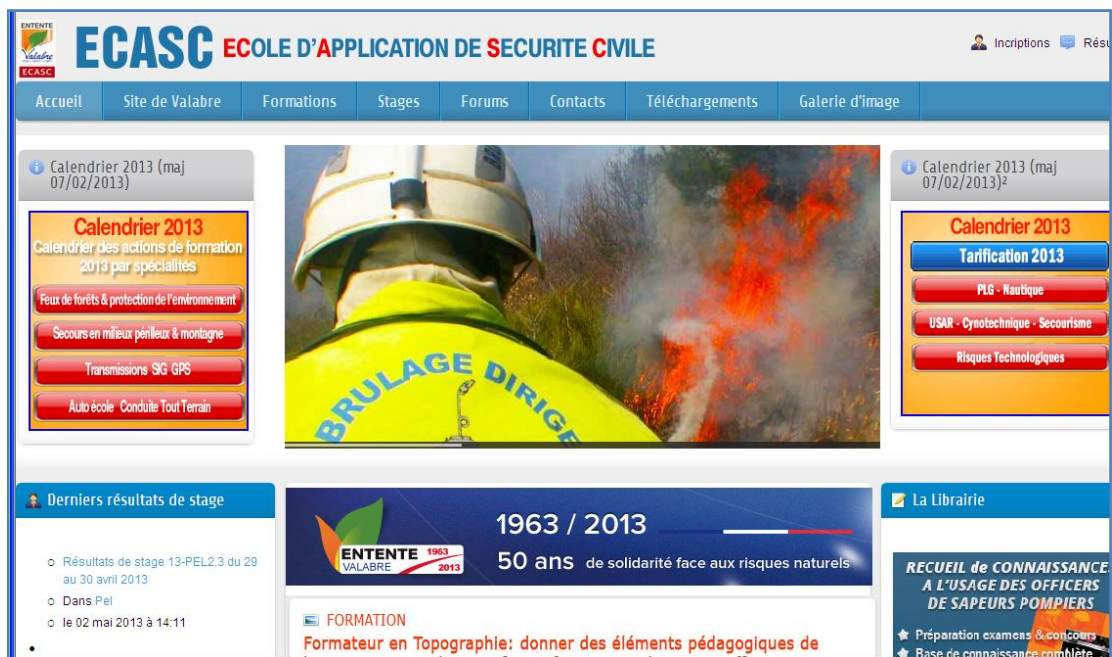 ENTENTE
Valabre
ECASC
ECASC ECOLE D'APPLICATION DE SECURITE CIVILE
Incriptions
Accueil
Site de Valabre
Formations
Stages
Forums
Contacts
Téléchargements
Galerie d'image
Calendrier 2013 (maj
07/02/2013)
Calendrier 2013
Calendrier des actions de formation
2013 par spécialités
Feux de forêts & protection de l'environnement
Secours en milieux périlleux & montagne
Transmissions SIG GPS
Auto école Conduite Tout Terrain
BRULAGE DIRIGE
Calendrier 2013 (maj
07/02/2013)²
Calendrier 2013
Tarification 2013
PLG - Nautique
USAR - Cynotechnique - Secourisme
Risques Technologiques
Derniers résultats de stage
Résultats de stage 13-PEL2.3 du 29
au 30 avril 2013
Dans Pel
le 02 mai 2013 à 14:11
ENTENTE 1963
VALABRE 2013
1963 / 2013
50 ans de solidarité face aux risques naturels
FORMATION
Formateur en Topographie: donner des éléments pédagogiques de
La Librairie
RECUEIL de CONNAISSANCE
A L'USAGE DES OFFICERS
DE SAPEURS POMPIERS
Préparation examens & concours
Base de connaissance complète